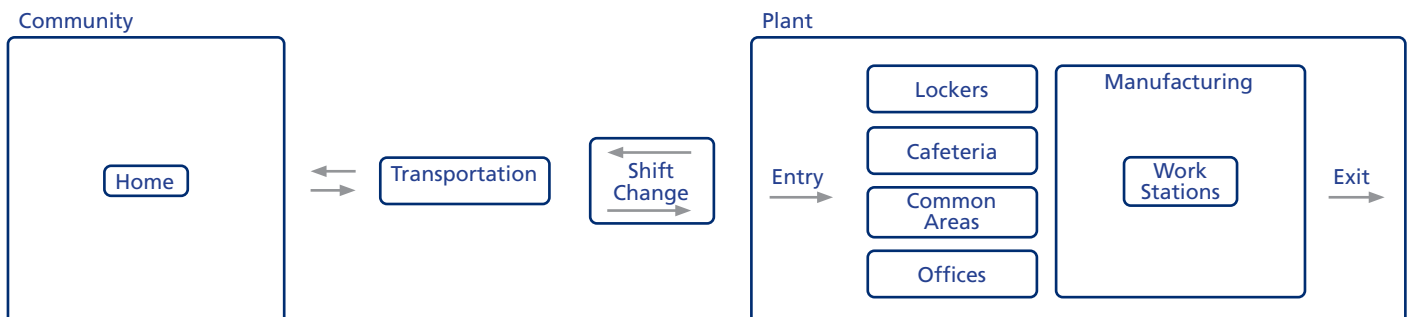 Community
Home
Transportation
Shift
Change
Plant
Entry
Lockers
Cafeteria
Common
Areas
Offices
Manufacturing
Work
Stations
Exit